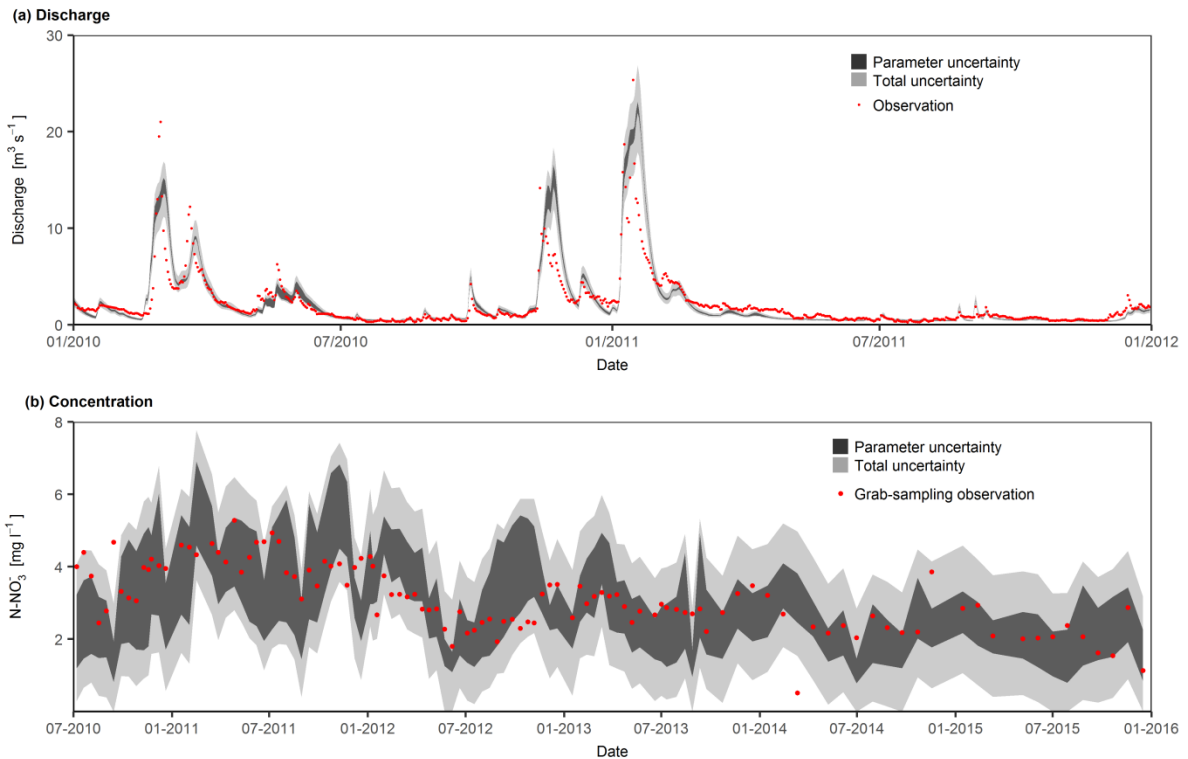 (a) Discharge
30
20
10
0
Discharge [m³ s⁻¹]
Parameter uncertainty
Total uncertainty
Observation
01/2010 07/2010 01/2011 07/2011 01/2012
Date
(b) Concentration
8
6
4
2
N-NO₃⁻ [mg l⁻¹]
Parameter uncertainty
Total uncertainty
Grab-sampling observation
07-2010 01-2011 07-2011 01-2012 07-2012 01-2013 07-2013 01-2014 07-2014 01-2015 07-2015 01-2016
Date